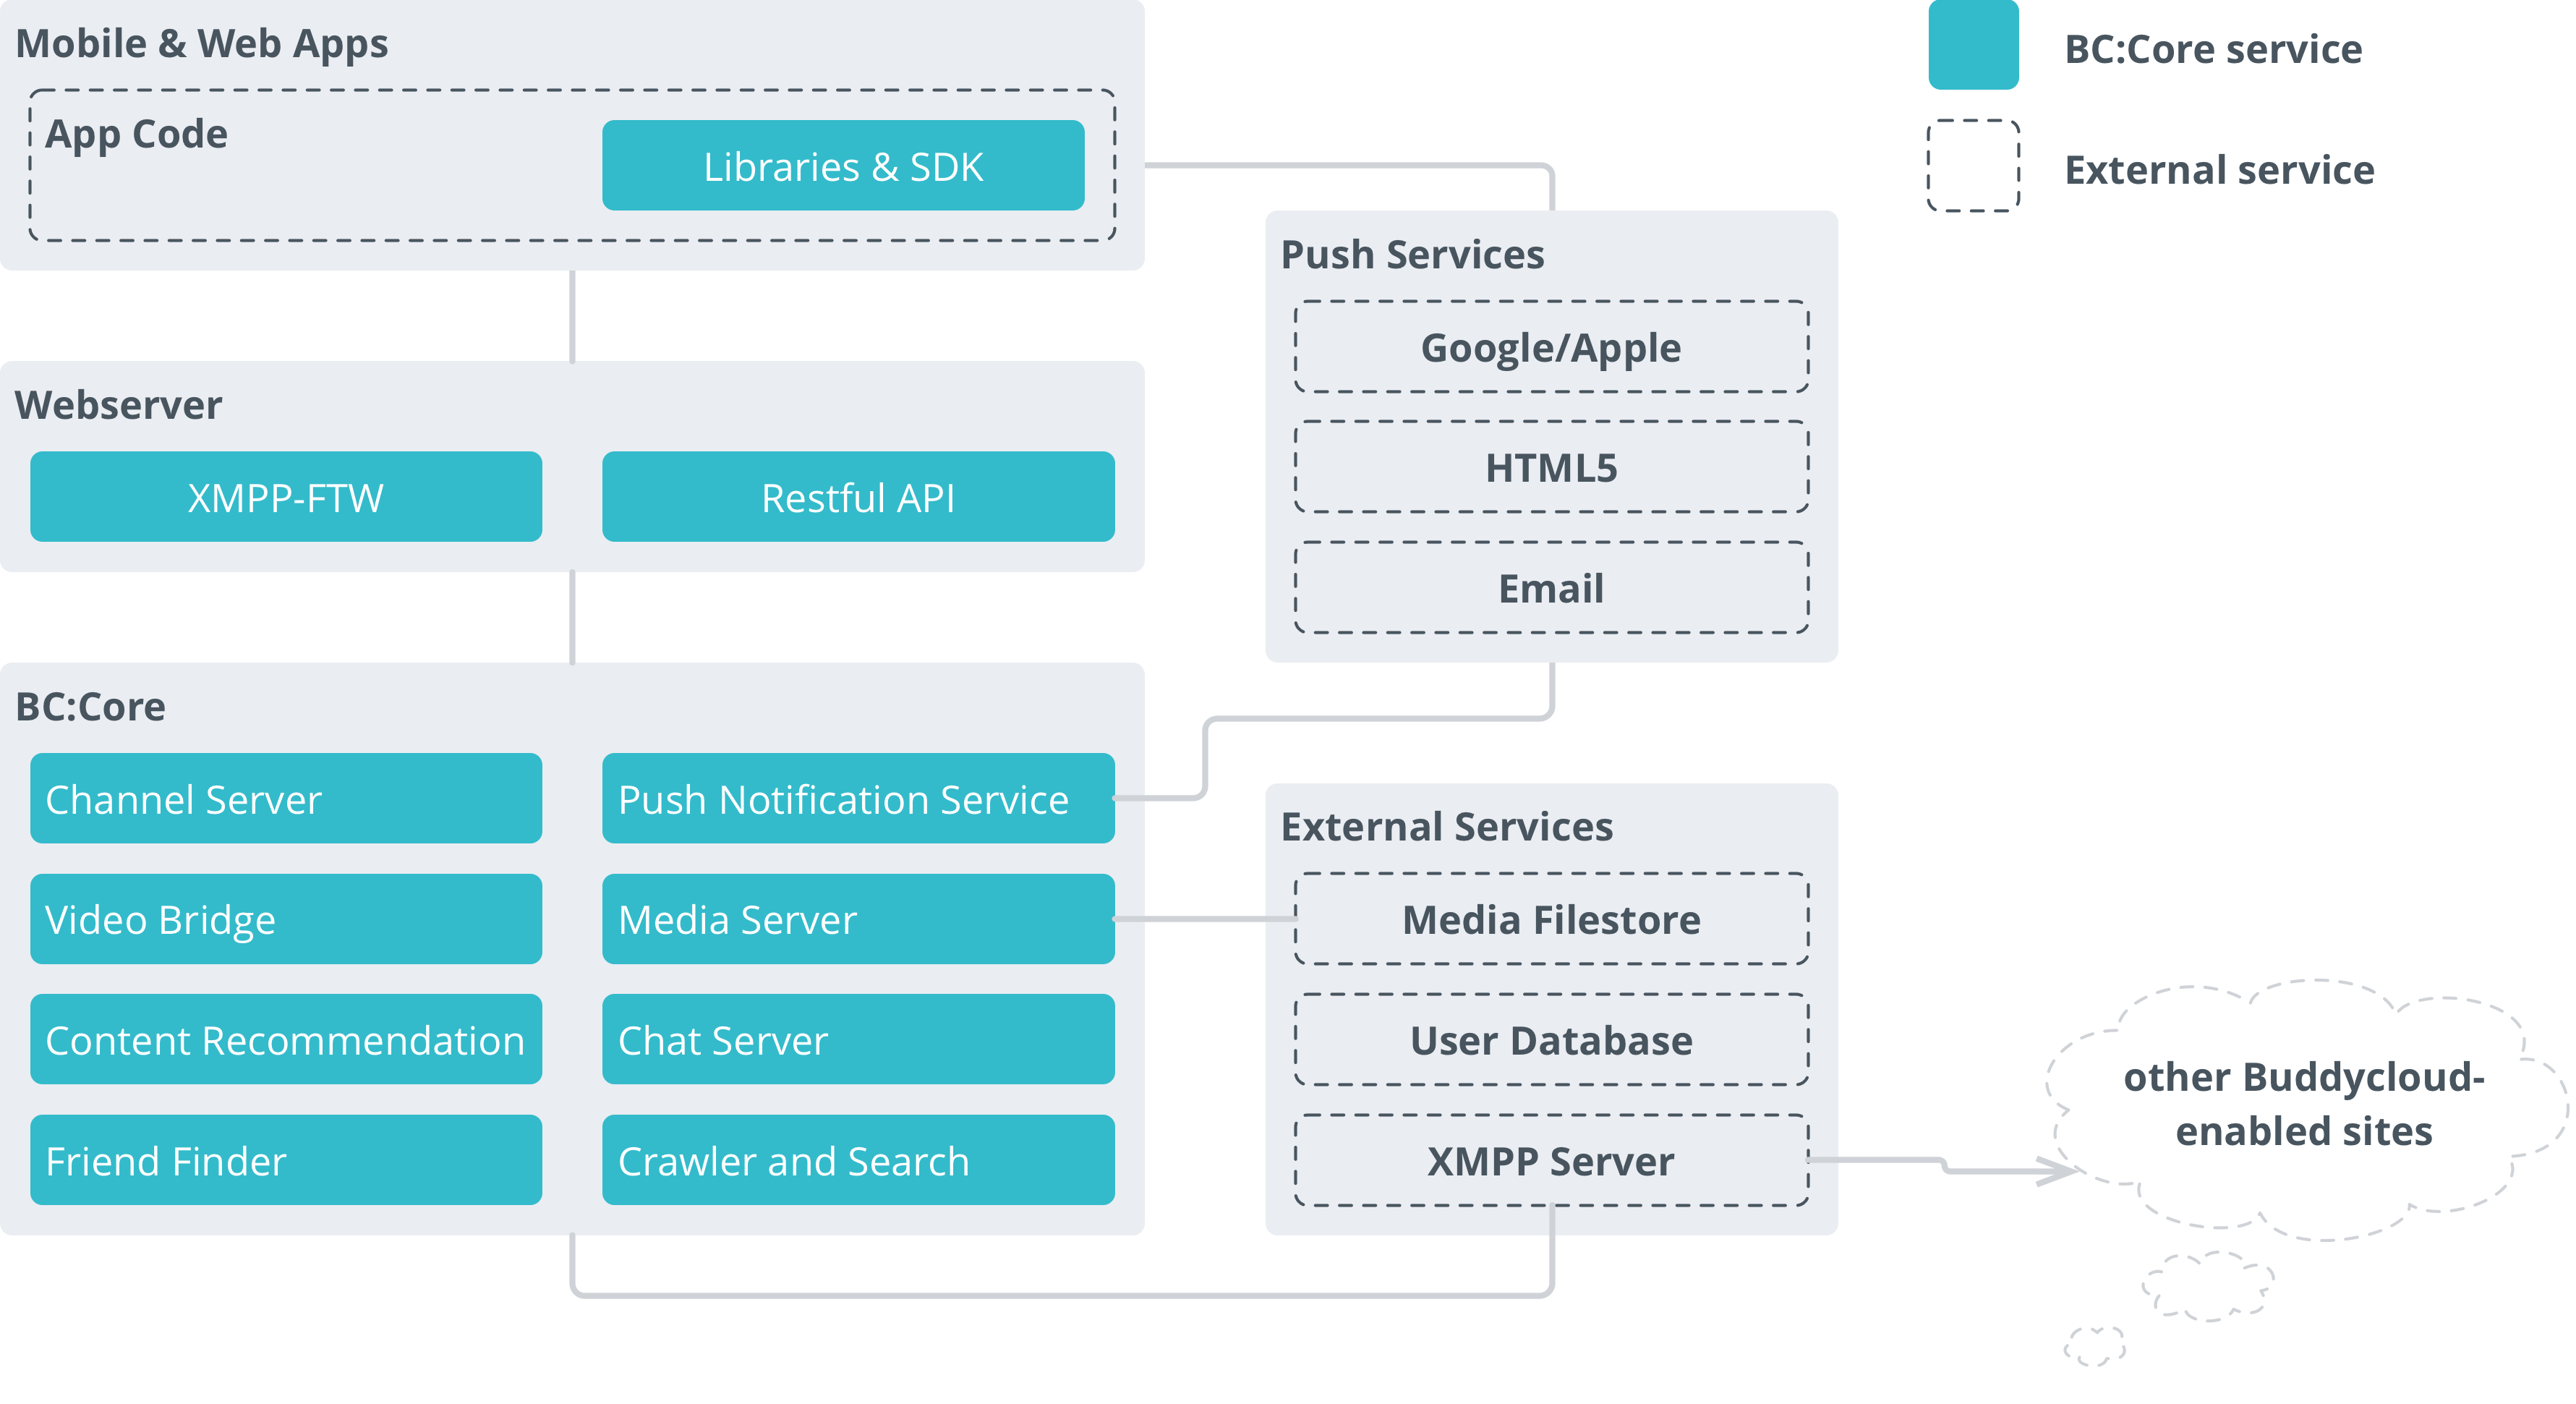 Mobile & Web Apps
App Code
Libraries & SDK
BC:Core service
External service
Push Services
Google/Apple
HTML5
Email
Webserver
XMPP-FTW
Restful API
BC:Core
Channel Server
Push Notification Service
Video Bridge
Media Server
Content Recommendation
Chat Server
Friend Finder
Crawler and Search
External Services
Media Filestore
User Database
XMPP Server
other Buddycloud-
enabled sites